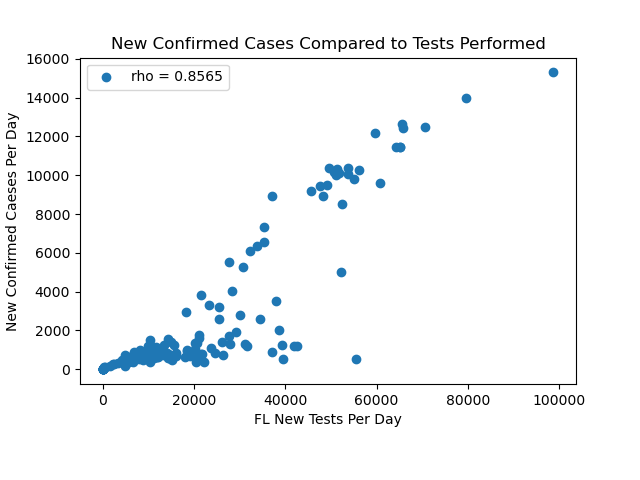 New Confirmed Cases Compared to Tests Performed
rho = 0.8565
New Confirmed Caeses Per Day
16000
14000
12000
10000
8000
6000
4000
2000
0
0 20000 40000 60000 80000 100000
FL New Tests Per Day